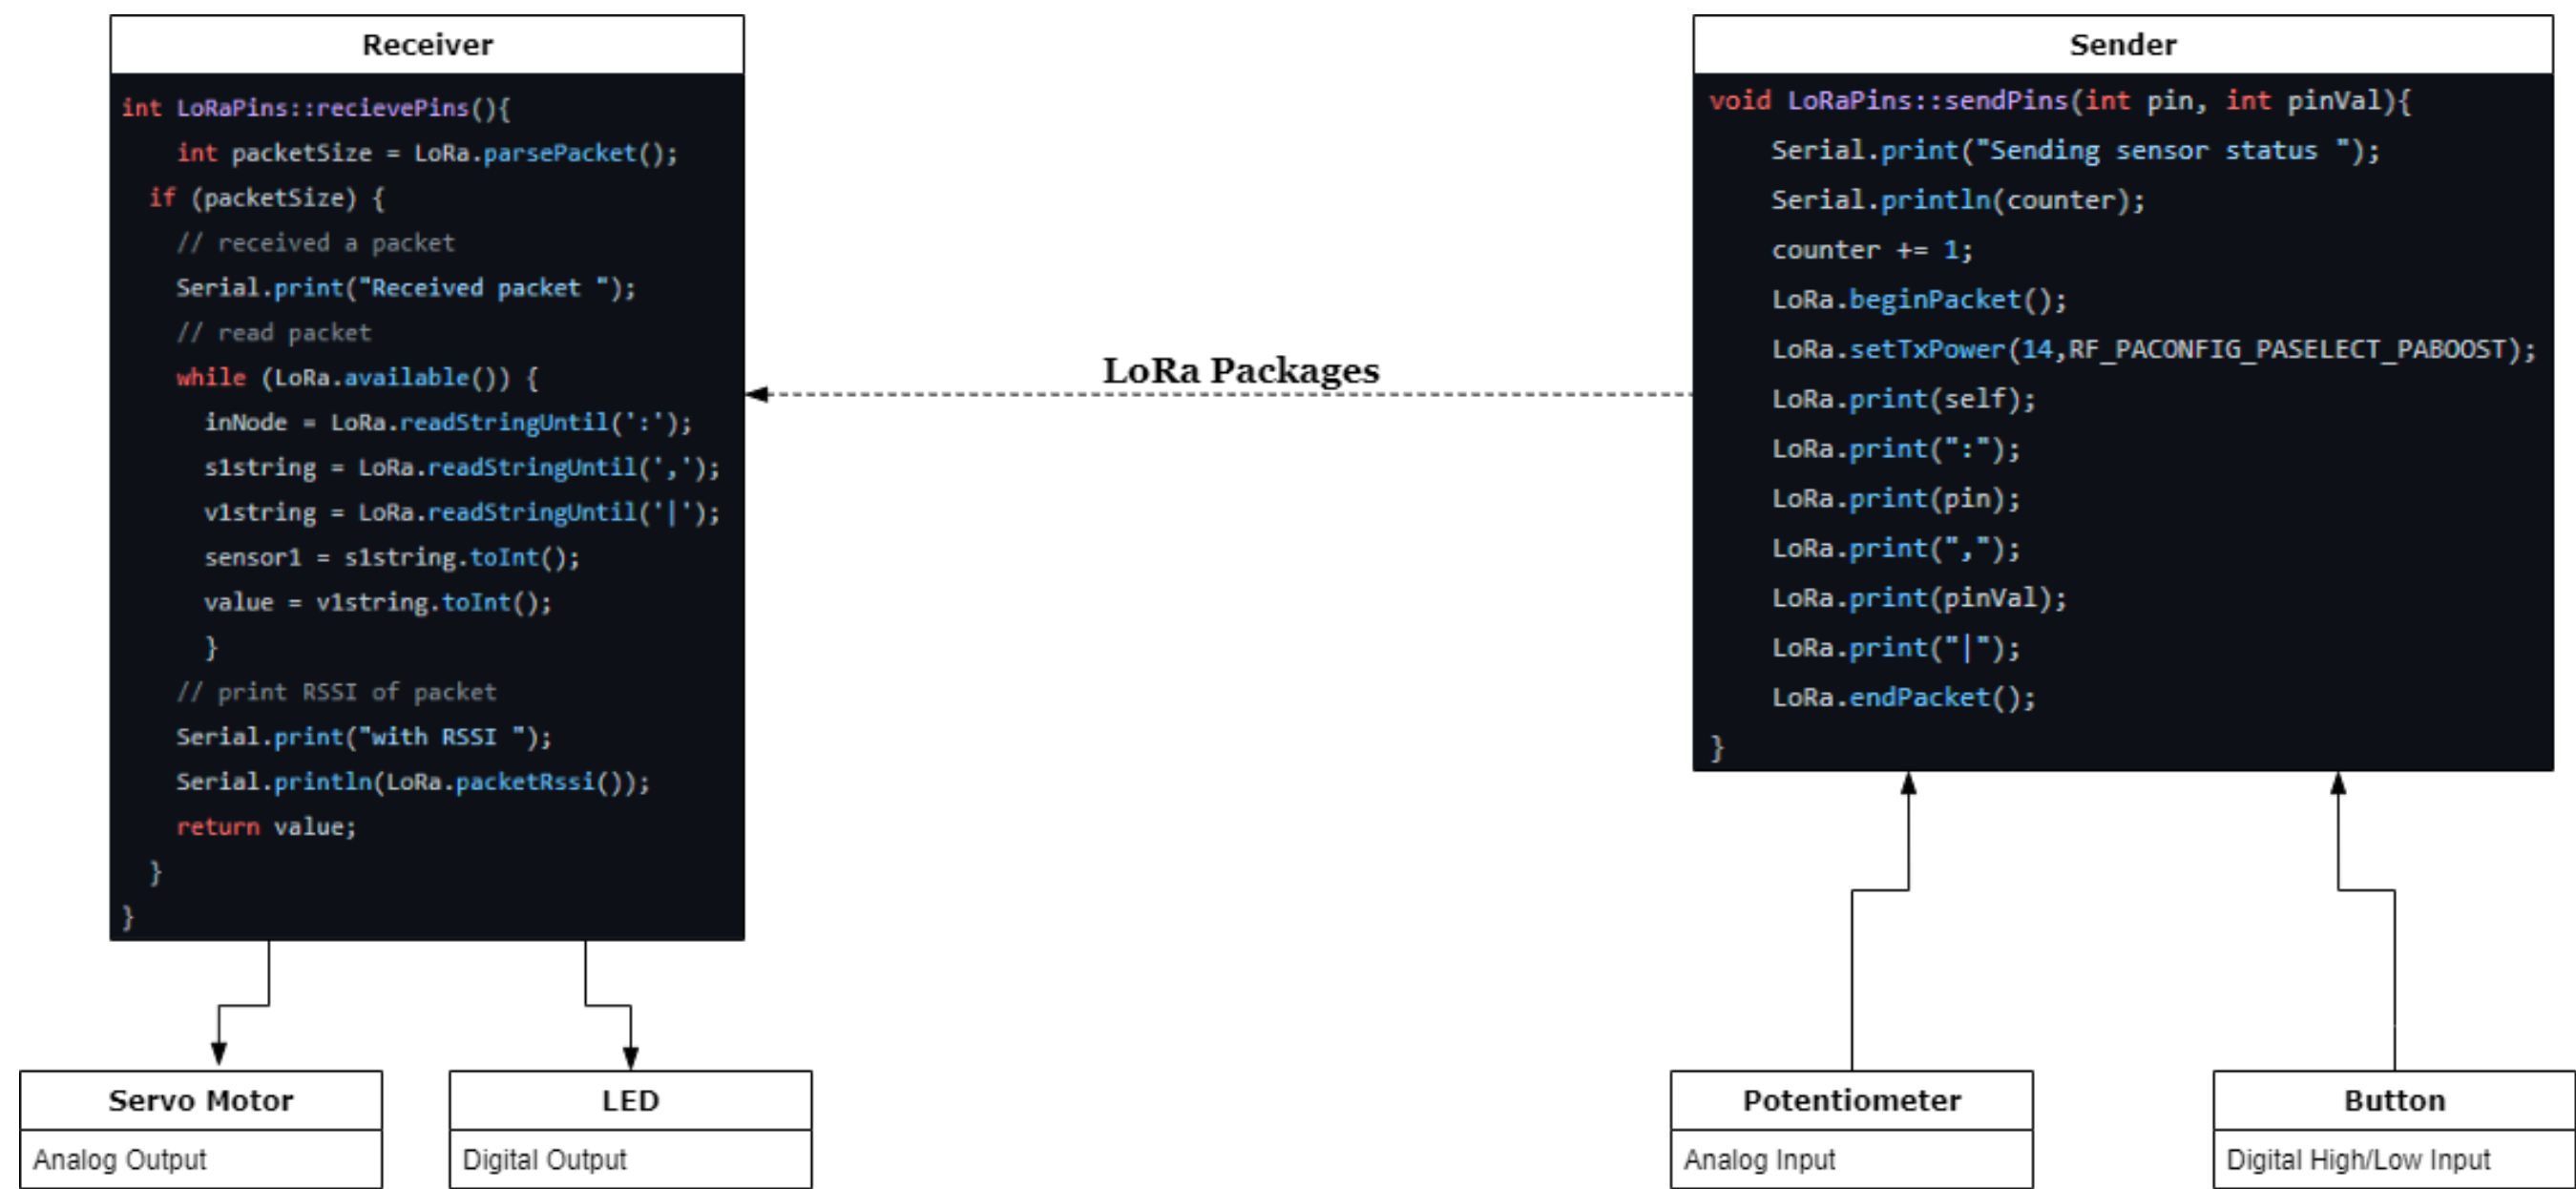 Receiver
int LoRaPins::recievePins(){
int packetSize = LoRa.parsePacket();
if (packetSize) {
// received a packet
Serial.print("Received packet ");
// read packet
while (LoRa.available()) {
inNode = LoRa.readStringUntil(':');
s1string = LoRa.readStringUntil(',');
v1string = LoRa.readStringUntil('|');
sensor1 = s1string.toInt();
value = v1string.toInt();
}
// print RSSI of packet
Serial.print("with RSSI ");
Serial.println(LoRa.packetRssi());
return value;
}
}
LoRa Packages
Sender
void LoRaPins::sendPins(int pin, int pinVal){
Serial.print("Sending sensor status ");
Serial.println(counter);
counter += 1;
LoRa.beginPacket();
LoRa.setTxPower(14,RF_PACONFIG_PASELECT_PABOOST);
LoRa.print(self);
LoRa.print(":");
LoRa.print(pin);
LoRa.print(",");
LoRa.print(pinVal);
LoRa.print("|");
LoRa.endPacket();
}
Servo Motor
Analog Output
LED
Digital Output
Potentiometer
Analog Input
Button
Digital High/Low Input